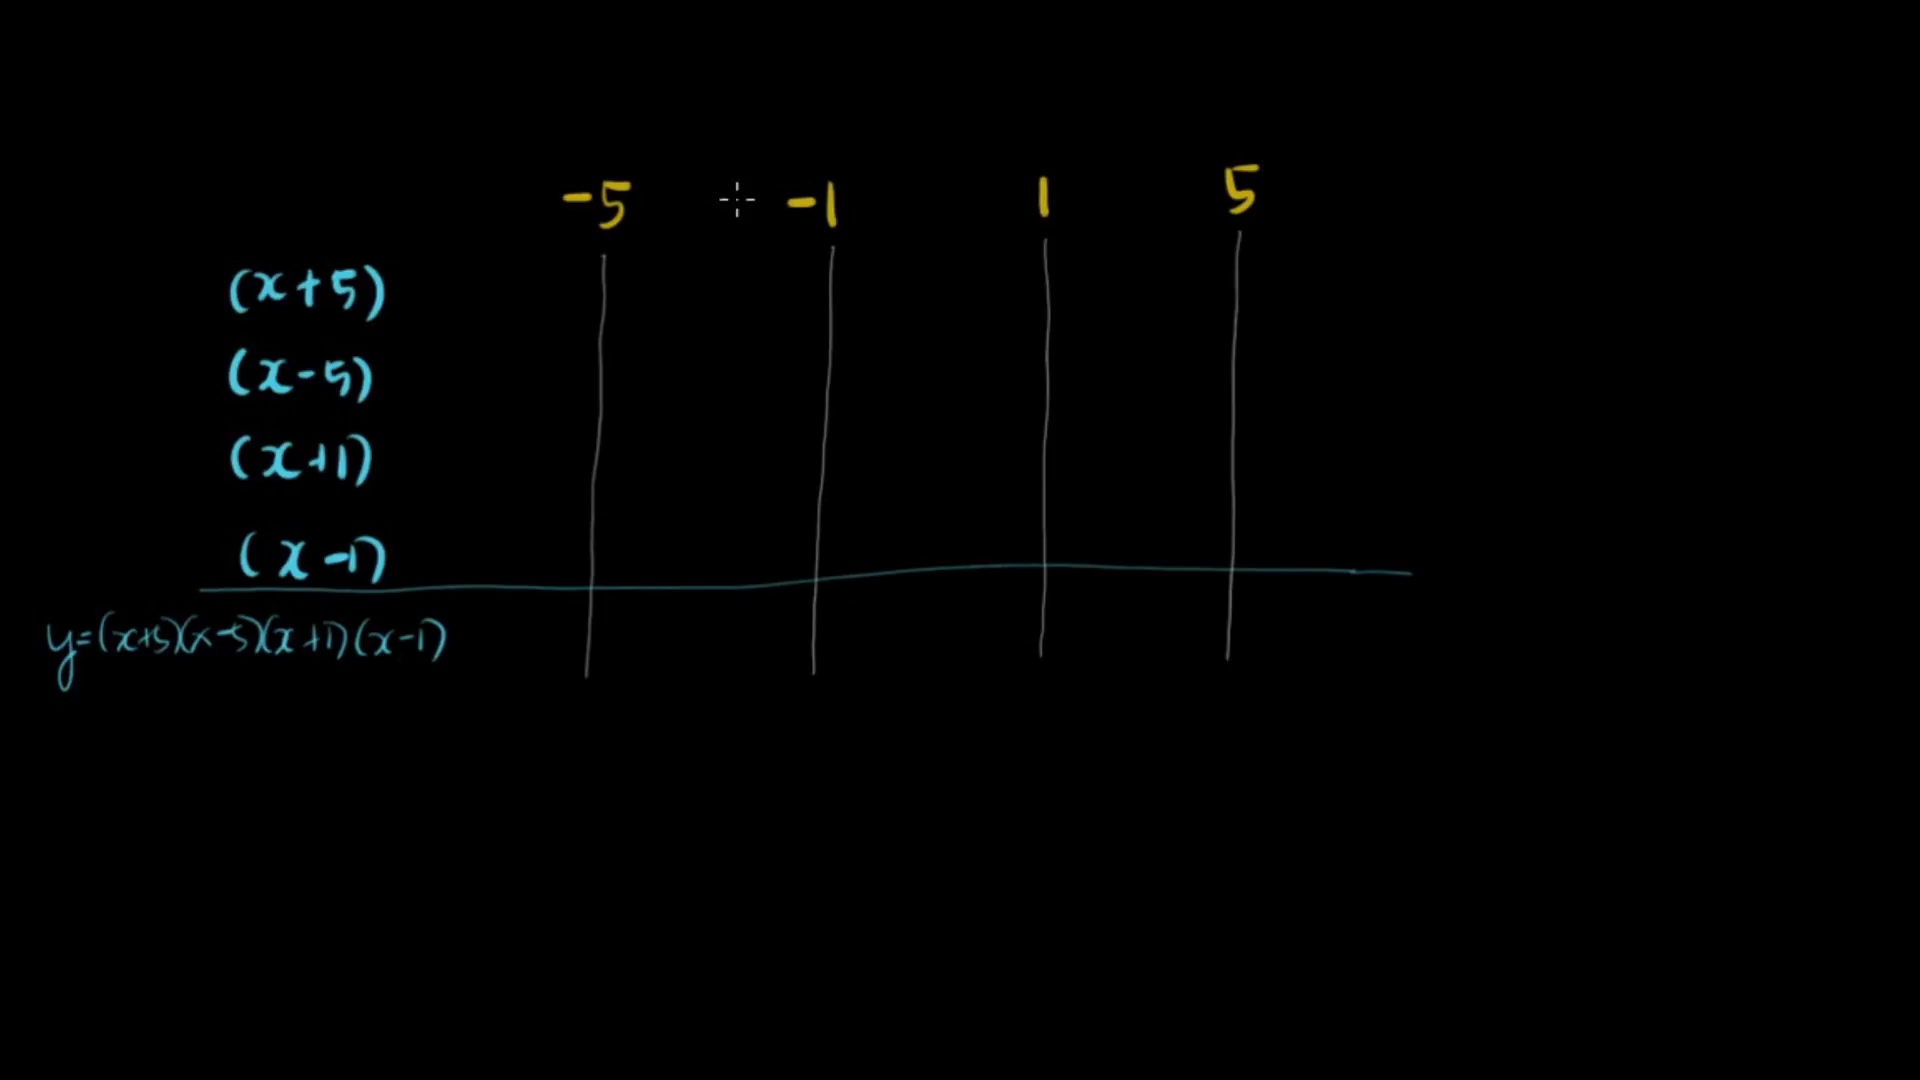 -5 -1 1 5
(x+5)
(x-5)
(x+1)
(x-1)
y=(x+5)(x-5)(x+1)(x-1)